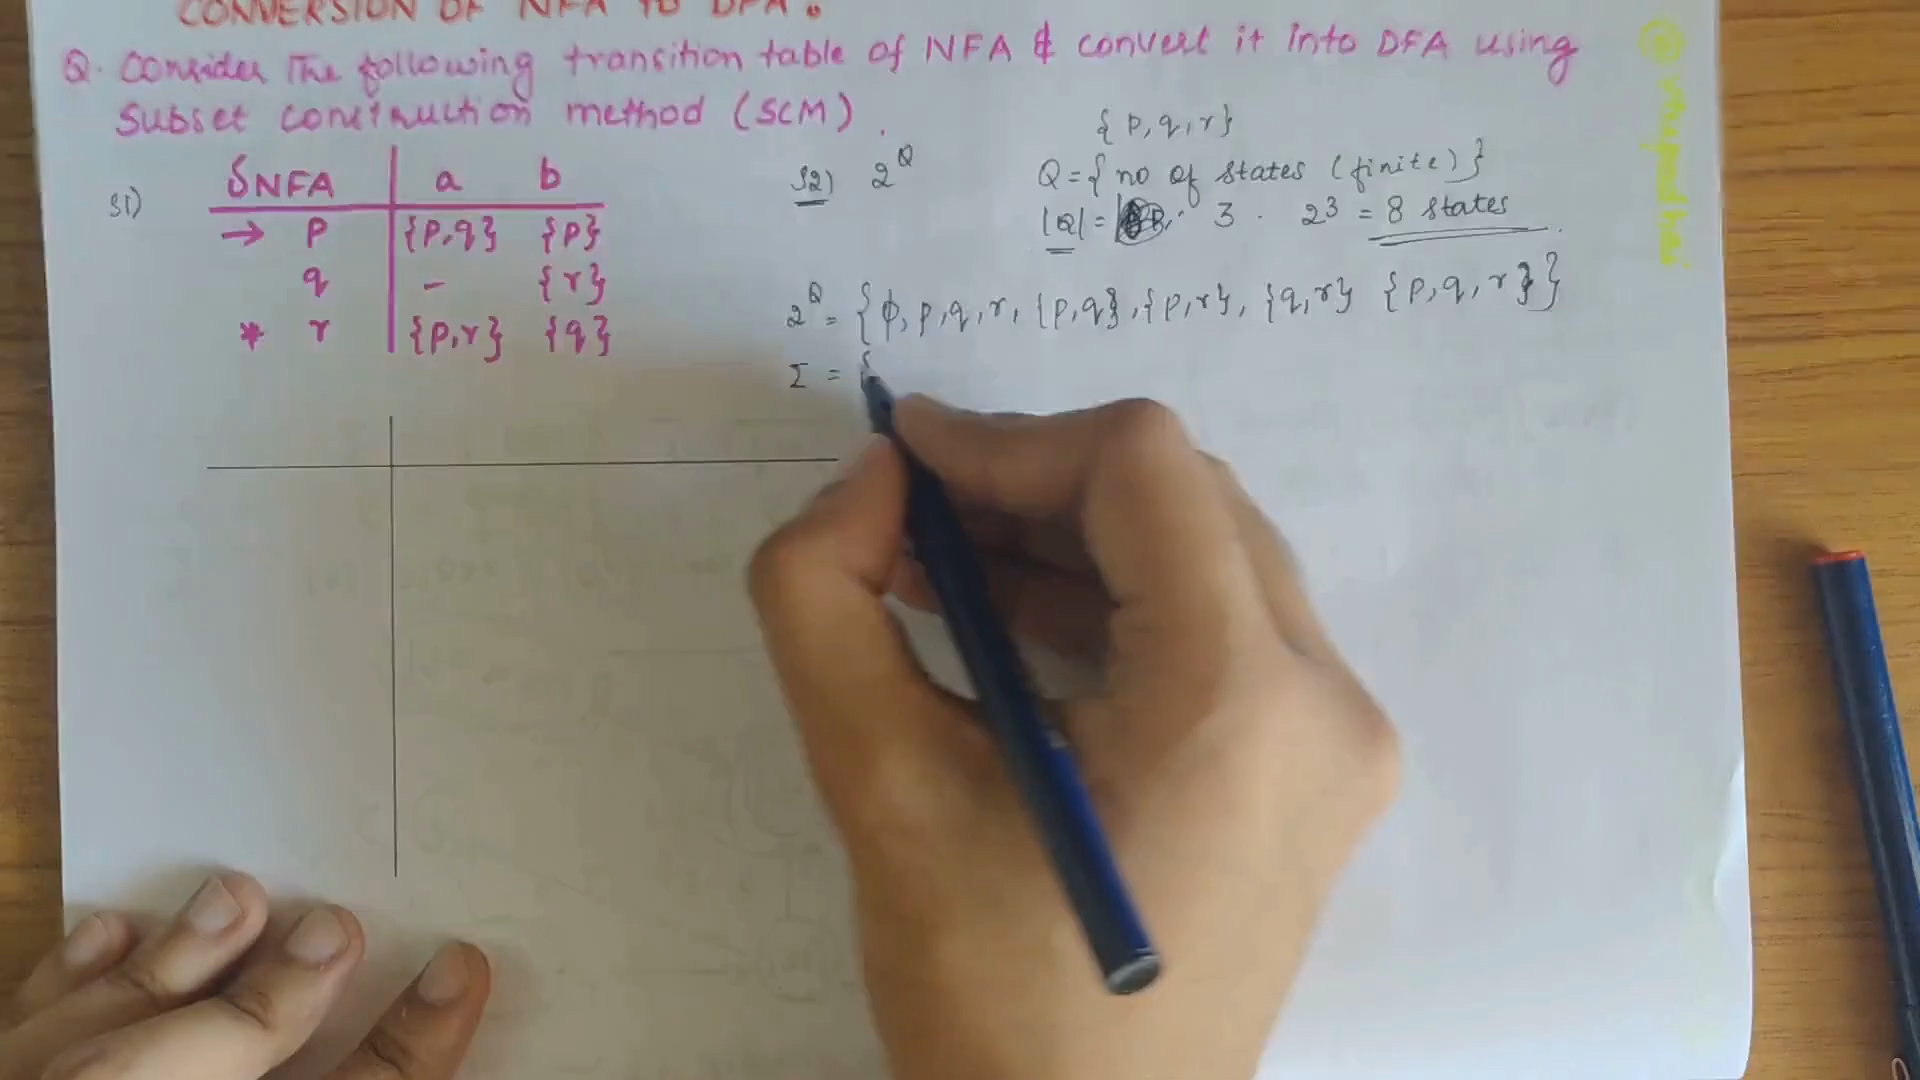 CONVERSION OF NFA TO DFA.
Q. Consider The following transition table of NFA & convert it into DFA using
Subset construction method (SCM).
S1)
δNFA a b
→ p {p,q} {p}
q - {r}
* r {p,r} {q}
S2) 2^Q
{p,q,r}
Q={no of states (finite)}
|Q|= 3. 2^3 = 8 states
2^Q = {ϕ, p,q,r, {p,q},{p,r}, {q,r} {p,q,r}}
Σ = {